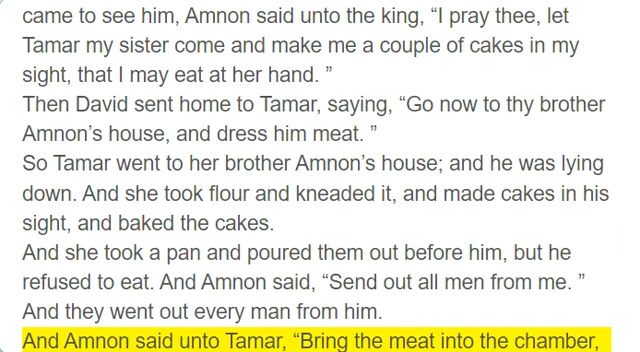 came to see him, Amnon said unto the king, “I pray thee, let
Tamar my sister come and make me a couple of cakes in my
sight, that I may eat at her hand. ”
Then David sent home to Tamar, saying, “Go now to thy brother
Amnon’s house, and dress him meat. ”
So Tamar went to her brother Amnon’s house; and he was lying
down. And she took flour and kneaded it, and made cakes in his
sight, and baked the cakes.
And she took a pan and poured them out before him, but he
refused to eat. And Amnon said, “Send out all men from me. ”
And they went out every man from him.
And Amnon said unto Tamar, “Bring the meat into the chamber,